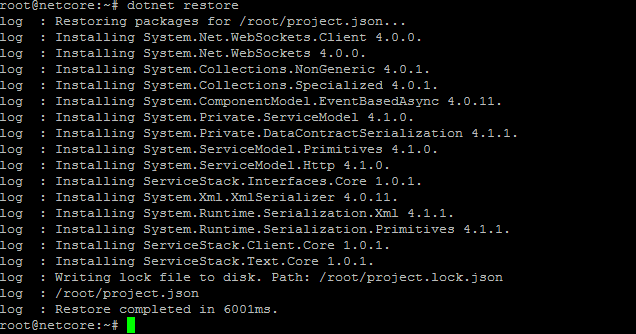 root@netcore:~# dotnet restore
log  : Restoring packages for /root/project.json...
log  : Installing System.Net.WebSockets.Client 4.0.0.
log  : Installing System.Net.WebSockets 4.0.0.
log  : Installing System.Collections.NonGeneric 4.0.1.
log  : Installing System.Collections.Specialized 4.0.1.
log  : Installing System.ComponentModel.EventBasedAsync 4.0.11.
log  : Installing System.Private.ServiceModel 4.1.0.
log  : Installing System.Private.DataContractSerialization 4.1.1.
log  : Installing System.ServiceModel.Primitives 4.1.0.
log  : Installing System.ServiceModel.Http 4.1.0.
log  : Installing ServiceStack.Interfaces.Core 1.0.1.
log  : Installing System.Xml.XmlSerializer 4.0.11.
log  : Installing System.Runtime.Serialization.Xml 4.1.1.
log  : Installing System.Runtime.Serialization.Primitives 4.1.1.
log  : Installing ServiceStack.Client.Core 1.0.1.
log  : Installing ServiceStack.Text.Core 1.0.1.
log  : Writing lock file to disk. Path: /root/project.lock.json
log  : /root/project.json
log  : Restore completed in 6001ms.
root@netcore:~#